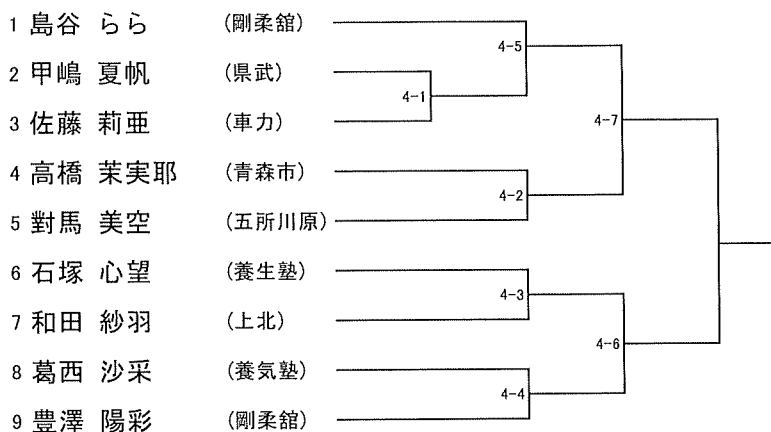 1 島谷 らら (剛柔舘)
4-5
2 甲嶋 夏帆 (県武)
4-1
3 佐藤 莉亜 (車力)
4-7
4 高橋 茉実耶 (青森市)
4-2
5 對馬 美空 (五所川原)
6 石塚 心望 (養生塾)
4-3
7 和田 紗羽 (上北)
4-6
8 葛西 沙采 (養気塾)
4-4
9 豊澤 陽彩 (剛柔舘)